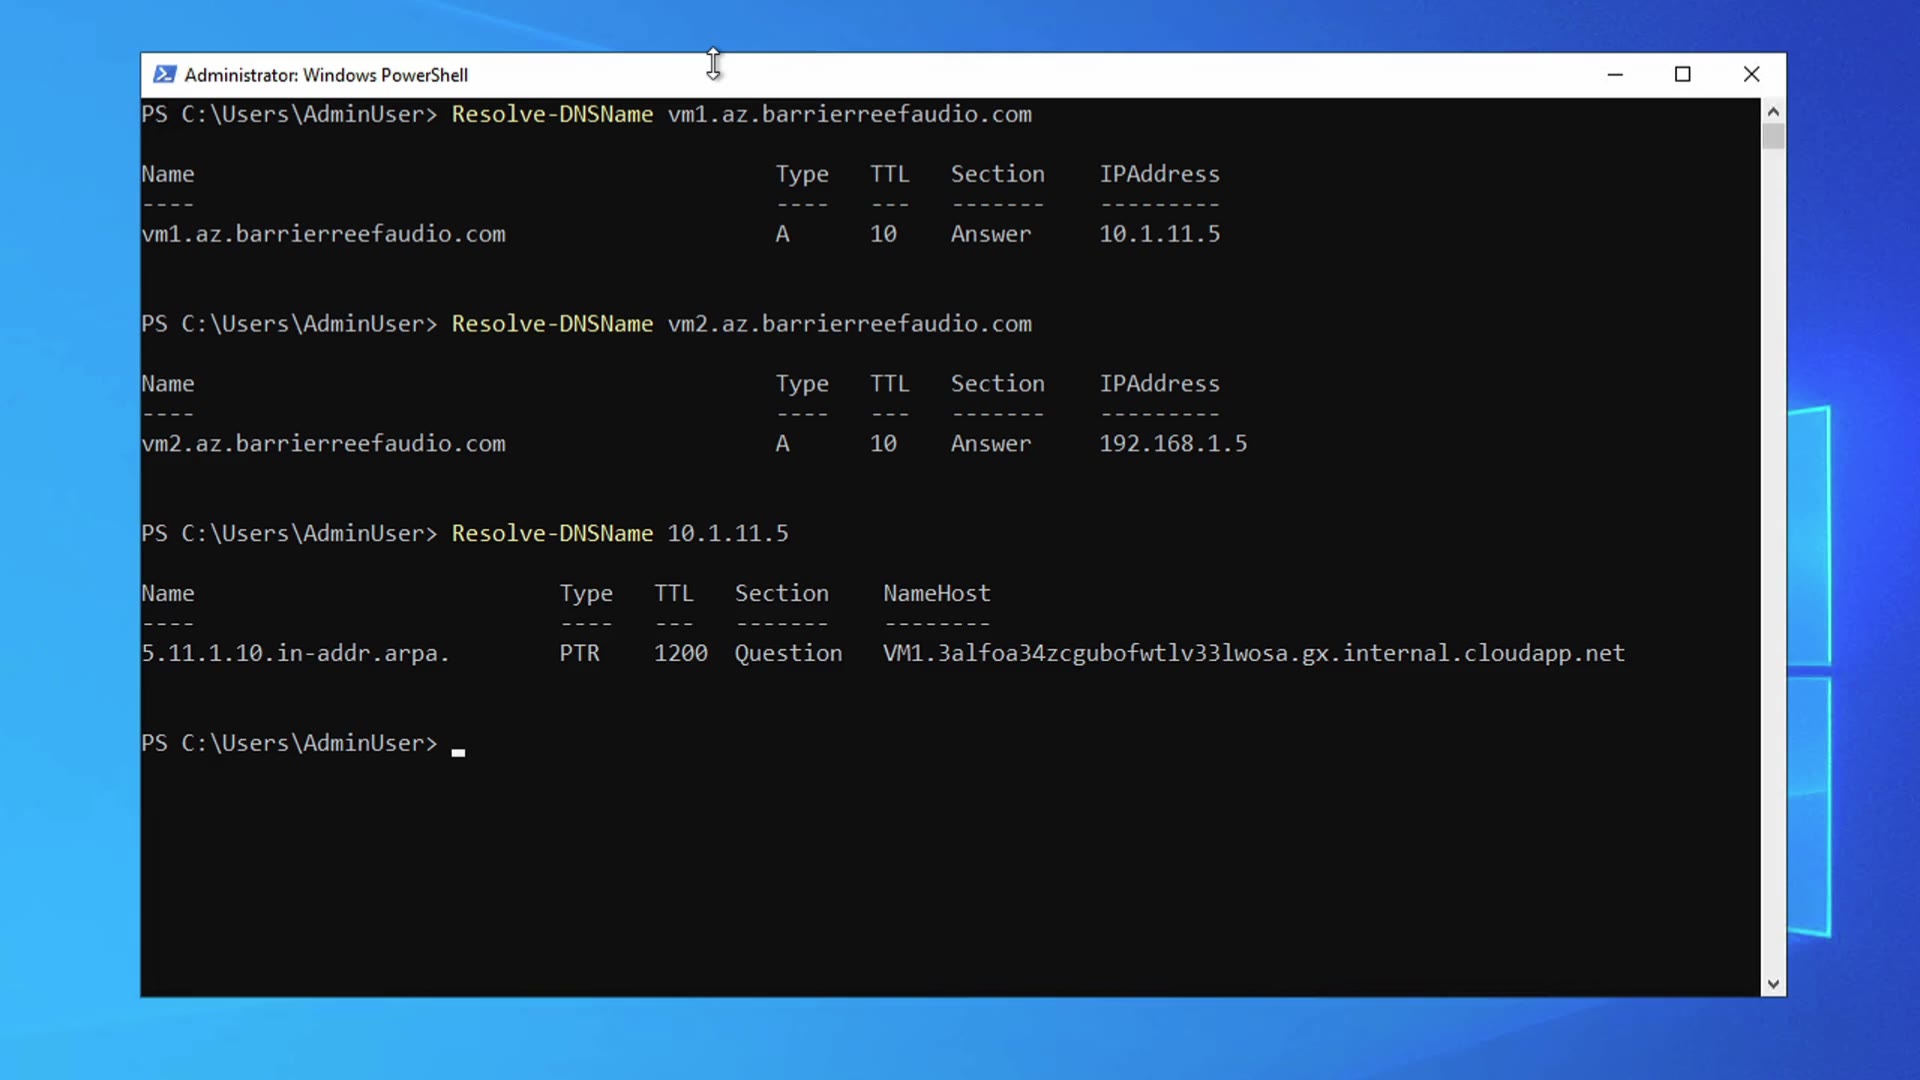 Administrator: Windows PowerShell
PS C:\Users\AdminUser> Resolve-DNSName vm1.az.barrierreefaudio.com
Name Type TTL Section IPAddress
---- ---- --- ------- ---------
vm1.az.barrierreefaudio.com A 10 Answer 10.1.11.5
PS C:\Users\AdminUser> Resolve-DNSName vm2.az.barrierreefaudio.com
Name Type TTL Section IPAddress
---- ---- --- ------- ---------
vm2.az.barrierreefaudio.com A 10 Answer 192.168.1.5
PS C:\Users\AdminUser> Resolve-DNSName 10.1.11.5
Name Type TTL Section NameHost
---- ---- --- ------- --------
5.11.1.10.in-addr.arpa. PTR 1200 Question VM1.3alfoa34zcgubofwtlv33lwosa.gx.internal.cloudapp.net
PS C:\Users\AdminUser>